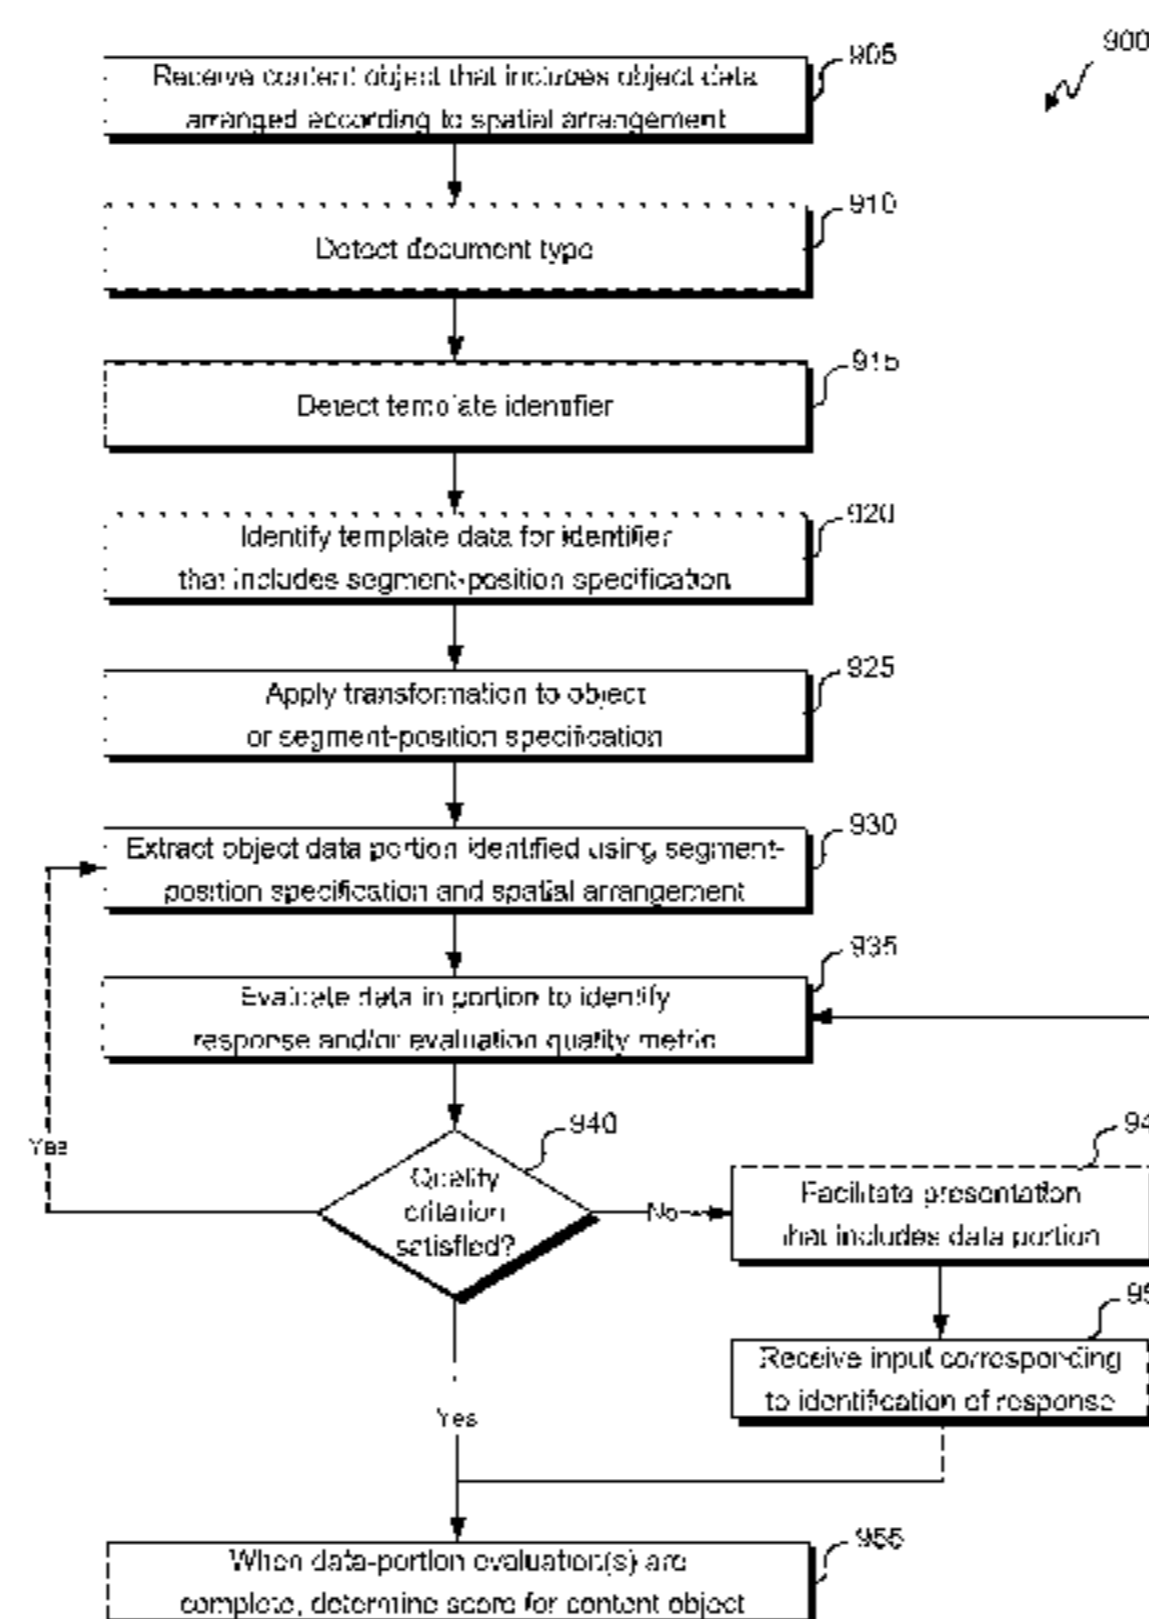 900
905
Receive content object that includes object data
arranged according to spatial arrangement
910
Detect document type
915
Detect template identifier
920
Identify template data for identifier
that includes segment-position specification
925
Apply transformation to object
or segment-position specification
930
Extract object data portion identified using segment-
position specification and spatial arrangement
935
Evaluate data in portion to identify
response and/or evaluation quality metric
940
Quality
criterion
satisfied?
Yes
No
94
Facilitate presentation
that includes data portion
95
Receive input corresponding
to identification of response
Yes
955
When data-portion evaluation(s) are
complete, determine score for content object